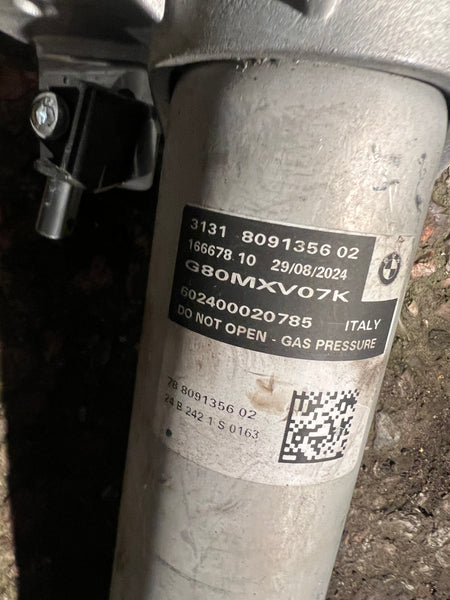 3131 8091356 02
166678 10 29/08/2024
G80MXV07K
602400020785 ITALY
DO NOT OPEN - GAS PRESSURE
78 8091356 02
24 B 242 1 S 0163